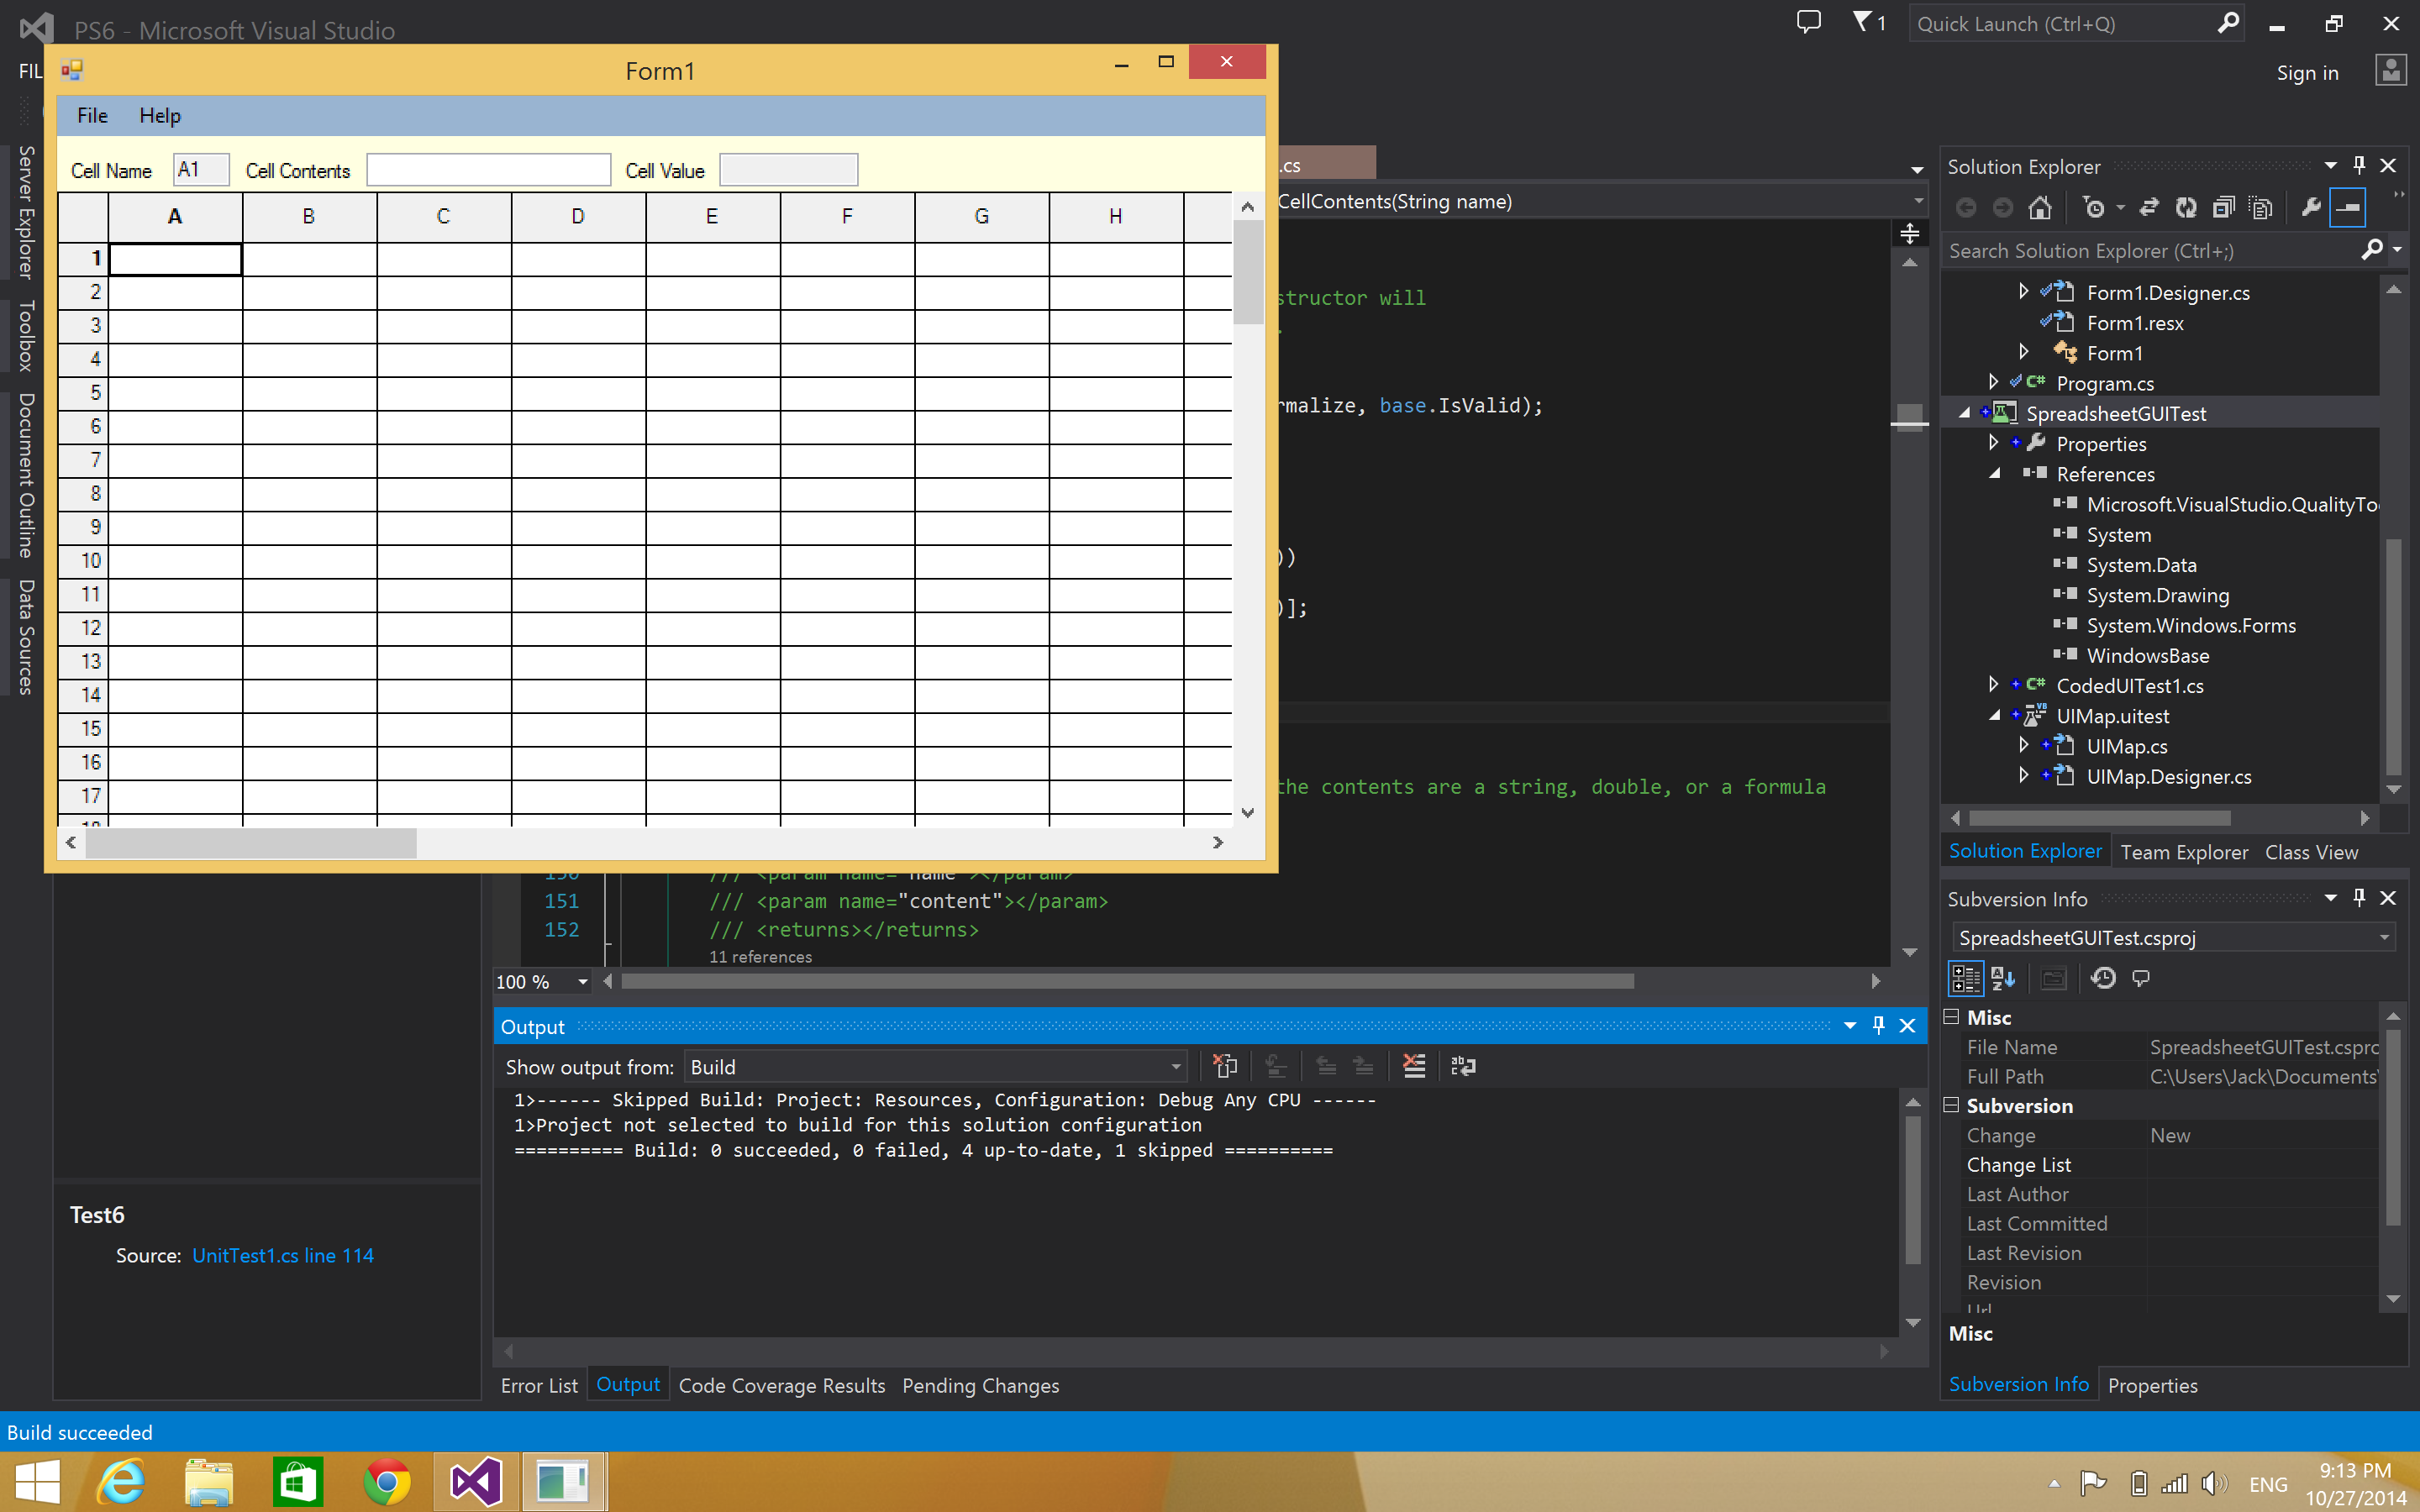 PS6 - Microsoft Visual Studio
1
Quick Launch (Ctrl+Q)
FIL
Sign in
Form1
File Help
Cell Name A1 Cell Contents Cell Value
A B C D E F G H
1
2
3
4
5
6
7
8
9
10
11
12
13
14
15
16
17
18
Server Explorer
Toolbox
Document Outline
Data Sources
.cs
CellContents(String name)
structor will
.
rmalize, base.IsValid);
))
)];
the contents are a string, double, or a formula
150 /// <param name="name"></param>
151 /// <param name="content"></param>
152 /// <returns></returns>
11 references
100 %
Output
Show output from: Build
1>------ Skipped Build: Project: Resources, Configuration: Debug Any CPU ------
1>Project not selected to build for this solution configuration
========== Build: 0 succeeded, 0 failed, 4 up-to-date, 1 skipped ==========
Error List Output Code Coverage Results Pending Changes
Test6
Source: UnitTest1.cs line 114
Solution Explorer
Search Solution Explorer (Ctrl+;)
Form1.Designer.cs
Form1.resx
Form1
C# Program.cs
SpreadsheetGUITest
Properties
References
Microsoft.VisualStudio.QualityToo
System
System.Data
System.Drawing
System.Windows.Forms
WindowsBase
C# CodedUITest1.cs
UIMap.uitest
UIMap.cs
UIMap.Designer.cs
Solution Explorer Team Explorer Class View
Subversion Info
SpreadsheetGUITest.csproj
Misc
File Name SpreadsheetGUITest.cspro
Full Path C:\Users\Jack\Documents\
Subversion
Change New
Change List
Last Author
Last Committed
Last Revision
Revision
Url
Misc
Subversion Info Properties
Build succeeded
ENG
9:13 PM
10/27/2014